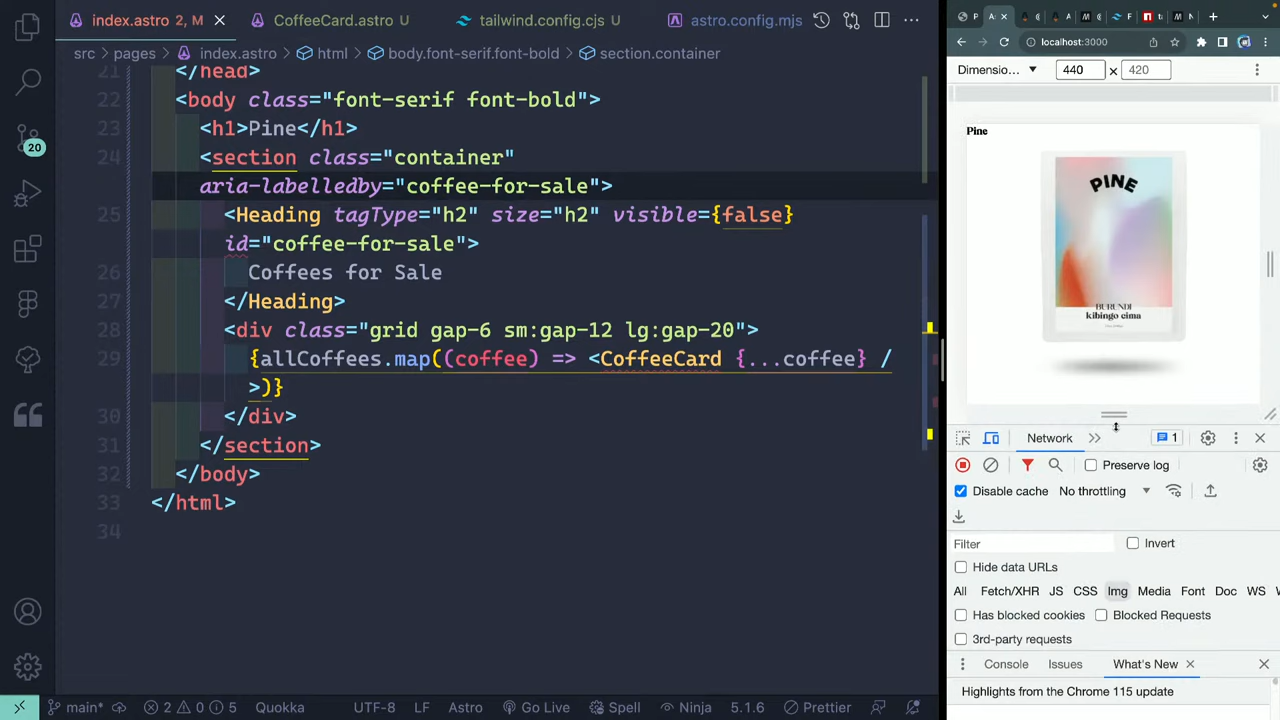 index.astro 2, M
CoffeeCard.astro U
tailwind.config.cjs U
astro.config.mjs
src
pages
index.astro
html
body.font-serif.font-bold
section.container
21 </head>
22 <body class="font-serif font-bold">
23 <h1>Pine</h1>
24 <section class="container"
aria-labelledby="coffee-for-sale">
25 <Heading tagType="h2" size="h2" visible={false}
id="coffee-for-sale">
26 Coffees for Sale
27 </Heading>
28 <div class="grid gap-6 sm:gap-12 lg:gap-20">
29 {allCoffees.map((coffee) => <CoffeeCard {...coffee} /
>)}
30 </div>
31 </section>
32 </body>
33 </html>
34
20
main*
2 0 5
Quokka
UTF-8
LF
Astro
Go Live
Spell
Ninja
5.1.6
Prettier
localhost:3000
Dimensio...
440 × 420
Pine
PINE
BURUNDI
kibingo cima
Network
1
Preserve log
Disable cache
No throttling
Filter
Invert
Hide data URLs
All Fetch/XHR JS CSS Img Media Font Doc WS
Has blocked cookies
Blocked Requests
3rd-party requests
Console
Issues
What's New
Highlights from the Chrome 115 update